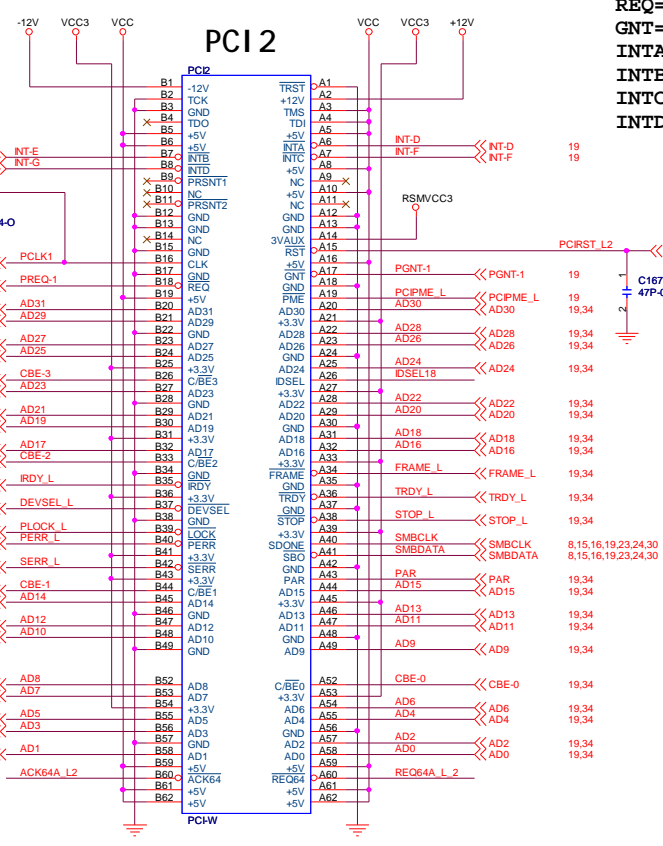 REQ=
GNT=
INTA
INTB
INTC
INTD
-12V VCC3 VCC
PCI 2
VCC VCC3 +12V
PCI2
B1 -12V TRST A1
B2 TCK +12V A2
B3 GND TMS A3
B4 TDO TDI A4
B5 +5V +5V A5
B6 +5V INTA A6 INT-D INT-D 19
INT-E B7 INTB INTC A7 INT-F INT-F 19
INT-G B8 INTD +5V A8
B9 PRSNT1 NC A9
B10 NC +5V A10
B11 PRSNT2 NC A11
RSMVCC3
B12 GND GND A12
4-O
B13 GND GND A13
B14 NC 3VAUX A14
B15 GND RST A15 PCIRST_L2
PCLK1 B16 CLK +5V A16
B17 GND GNT A17 PGNT-1 PGNT-1 19
PREQ-1 B18 REQ GND A18
1 C167
47P-
2
B19 +5V PME A19 PCIPME_L PCIPME_L 19
AD31 B20 AD31 AD30 A20 AD30 AD30 19,34
AD29 B21 AD29 +3.3V A21
B22 GND AD28 A22 AD28 AD28 19,34
AD27 B23 AD27 AD26 A23 AD26 AD26 19,34
AD25 B24 AD25 GND A24
B25 +3.3V AD24 A25 AD24 AD24 19,34
CBE-3 B26 C/BE3 IDSEL A26 IDSEL18
AD23 B27 AD23 +3.3V A27
B28 GND AD22 A28 AD22 AD22 19,34
AD21 B29 AD21 AD20 A29 AD20 AD20 19,34
AD19 B30 AD19 GND A30
B31 +3.3V AD18 A31 AD18 AD18 19,34
AD17 B32 AD17 AD16 A32 AD16 AD16 19,34
CBE-2 B33 C/BE2 +3.3V A33
B34 GND FRAME A34 FRAME_L FRAME_L 19,34
IRDY_L B35 IRDY GND A35
B36 +3.3V TRDY A36 TRDY_L TRDY_L 19,34
DEVSEL_L B37 DEVSEL GND A37
B38 GND STOP A38 STOP_L STOP_L 19,34
PLOCK_L B39 LOCK +3.3V A39
PERR_L B40 PERR SDONE A40 SMBCLK SMBCLK 8,15,16,19,23,24,30
B41 +3.3V SBO A41 SMBDATA SMBDATA 8,15,16,19,23,24,30
SERR_L B42 SERR GND A42
B43 +3.3V PAR A43 PAR PAR 19,34
CBE-1 B44 C/BE1 AD15 A44 AD15 AD15 19,34
AD14 B45 AD14 +3.3V A45
B46 GND AD13 A46 AD13 AD13 19,34
AD12 B47 AD12 AD11 A47 AD11 AD11 19,34
AD10 B48 AD10 GND A48
B49 GND AD9 A49 AD9 AD9 19,34
AD8 B52 AD8 C/BE0 A52 CBE-0 CBE-0 19,34
AD7 B53 AD7 +3.3V A53
B54 +3.3V AD6 A54 AD6 AD6 19,34
AD5 B55 AD5 AD4 A55 AD4 AD4 19,34
AD3 B56 AD3 GND A56
B57 GND AD2 A57 AD2 AD2 19,34
AD1 B58 AD1 AD0 A58 AD0 AD0 19,34
B59 +5V +5V A59
ACK64A_L2 B60 ACK64 REQ64 A60 REQ64A_L_2
B61 +5V +5V A61
B62 +5V +5V A62
PCI-W